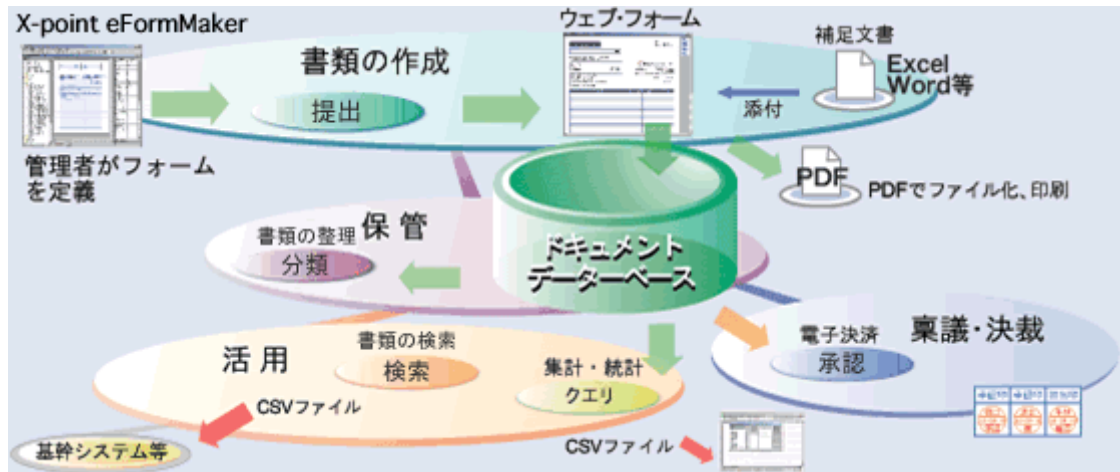 X-point eFormMaker
ウェブ・フォーム
補足文書
Excel
Word等
書類の作成
提出
添付
管理者がフォーム
を定義
PDF
PDFでファイル化、印刷
書類の整理
保管
分類
ドキュメント
データーベース
電子決済
稟議・決裁
承認
書類の検索
活用
検索
集計・統計
クエリ
CSVファイル
基幹システム等
CSVファイル